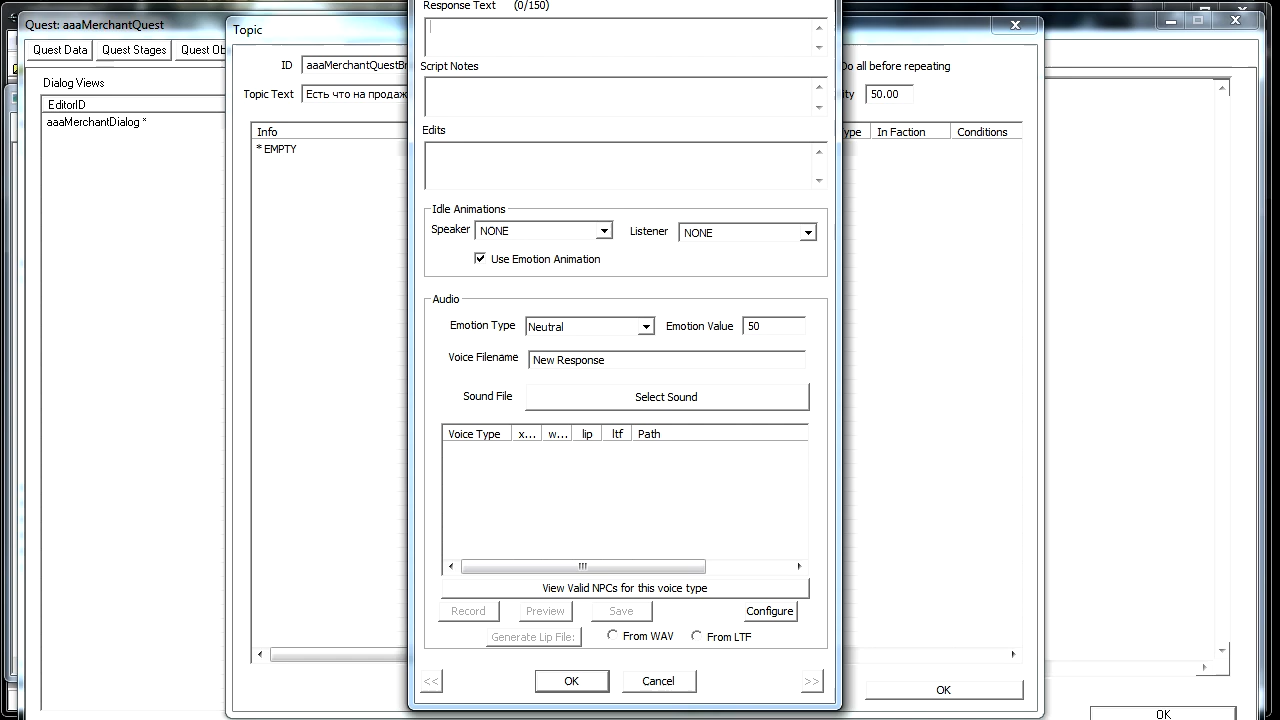 Response Text (0/150)
Quest: aaaMerchantQuest
Topic
Quest Data Quest Stages Quest Ob
ID aaaMerchantQuestBr
Script Notes
Do all before repeating
Dialog Views
Topic Text Есть что на продаж
ity 50.00
EditorID
aaaMerchantDialog *
Info
Edits
ype In Faction Conditions
* EMPTY
Idle Animations
Speaker NONE Listener NONE
Use Emotion Animation
Audio
Emotion Type Neutral Emotion Value 50
Voice Filename New Response
Sound File Select Sound
Voice Type x... w... lip ltf Path
View Valid NPCs for this voice type
Record Preview Save Configure
Generate Lip File: From WAV From LTF
<< OK Cancel >>
OK
OK